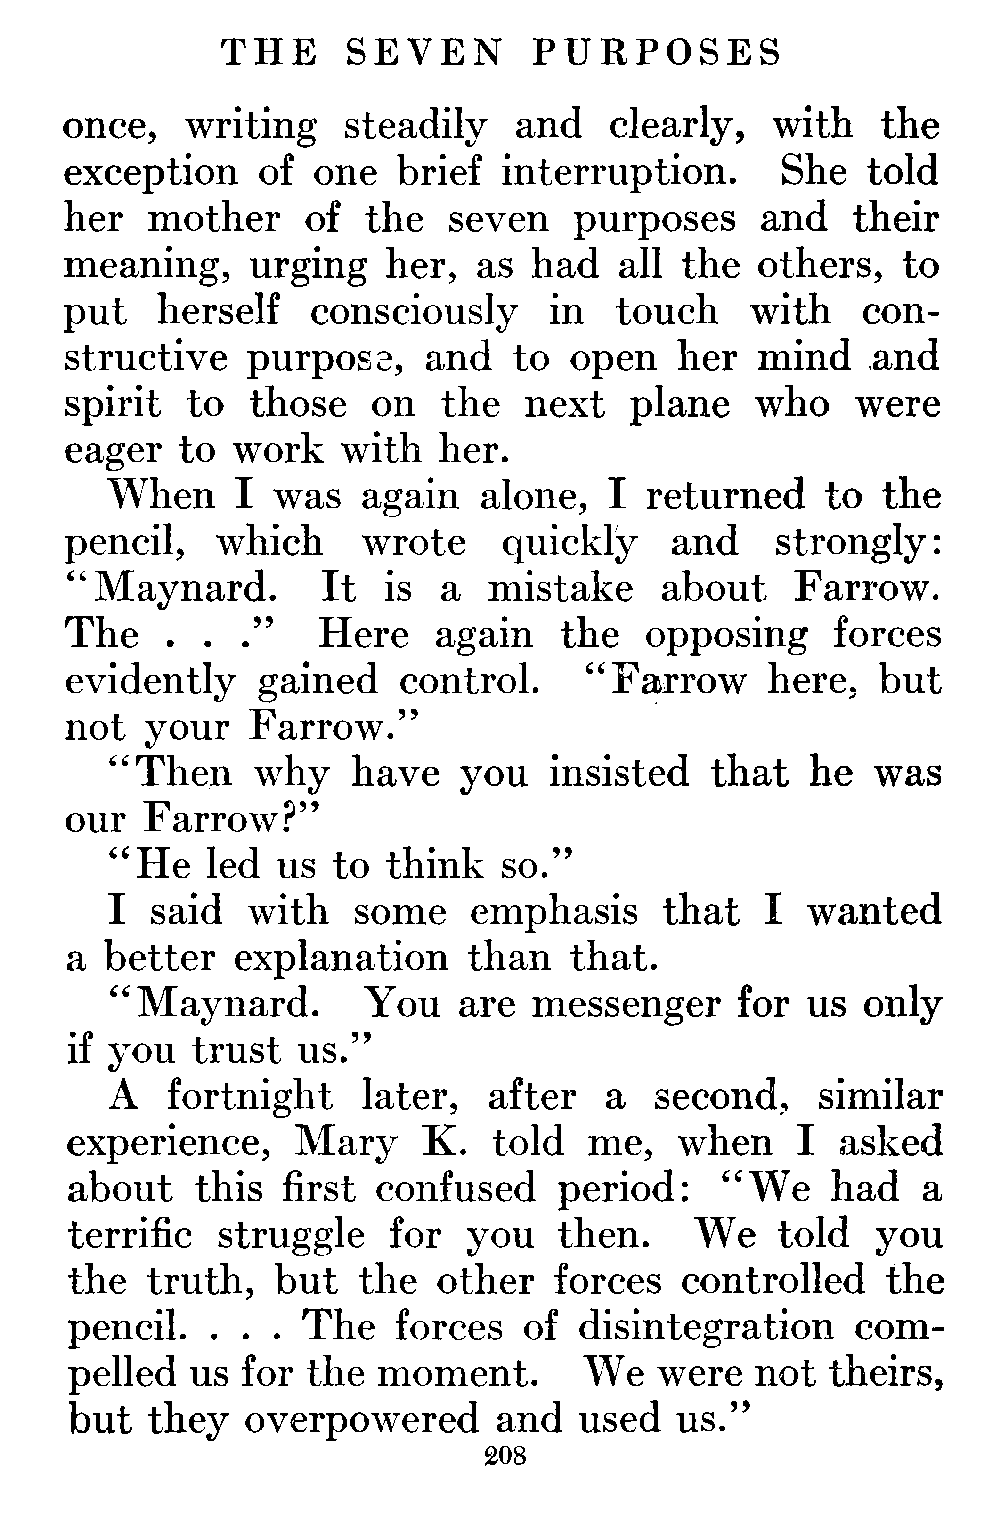 THE SEVEN PURPOSES
once, writing steadily and clearly, with the
exception of one brief interruption. She told
her mother of the seven purposes and their
meaning, urging her, as had all the others, to
put herself consciously in touch with con-
structive purpose, and to open her mind and
spirit to those on the next plane who were
eager to work with her.
When I was again alone, I returned to the
pencil, which wrote quickly and strongly:
“Maynard. It is a mistake about Farrow.
The . . .” Here again the opposing forces
evidently gained control. “Farrow here, but
not your Farrow.”
“Then why have you insisted that he was
our Farrow?”
“He led us to think so.”
I said with some emphasis that I wanted
a better explanation than that.
“Maynard. You are messenger for us only
if you trust us.”
A fortnight later, after a second, similar
experience, Mary K. told me, when I asked
about this first confused period: “We had a
terrific struggle for you then. We told you
the truth, but the other forces controlled the
pencil. . . . The forces of disintegration com-
pelled us for the moment. We were not theirs,
but they overpowered and used us.”
208